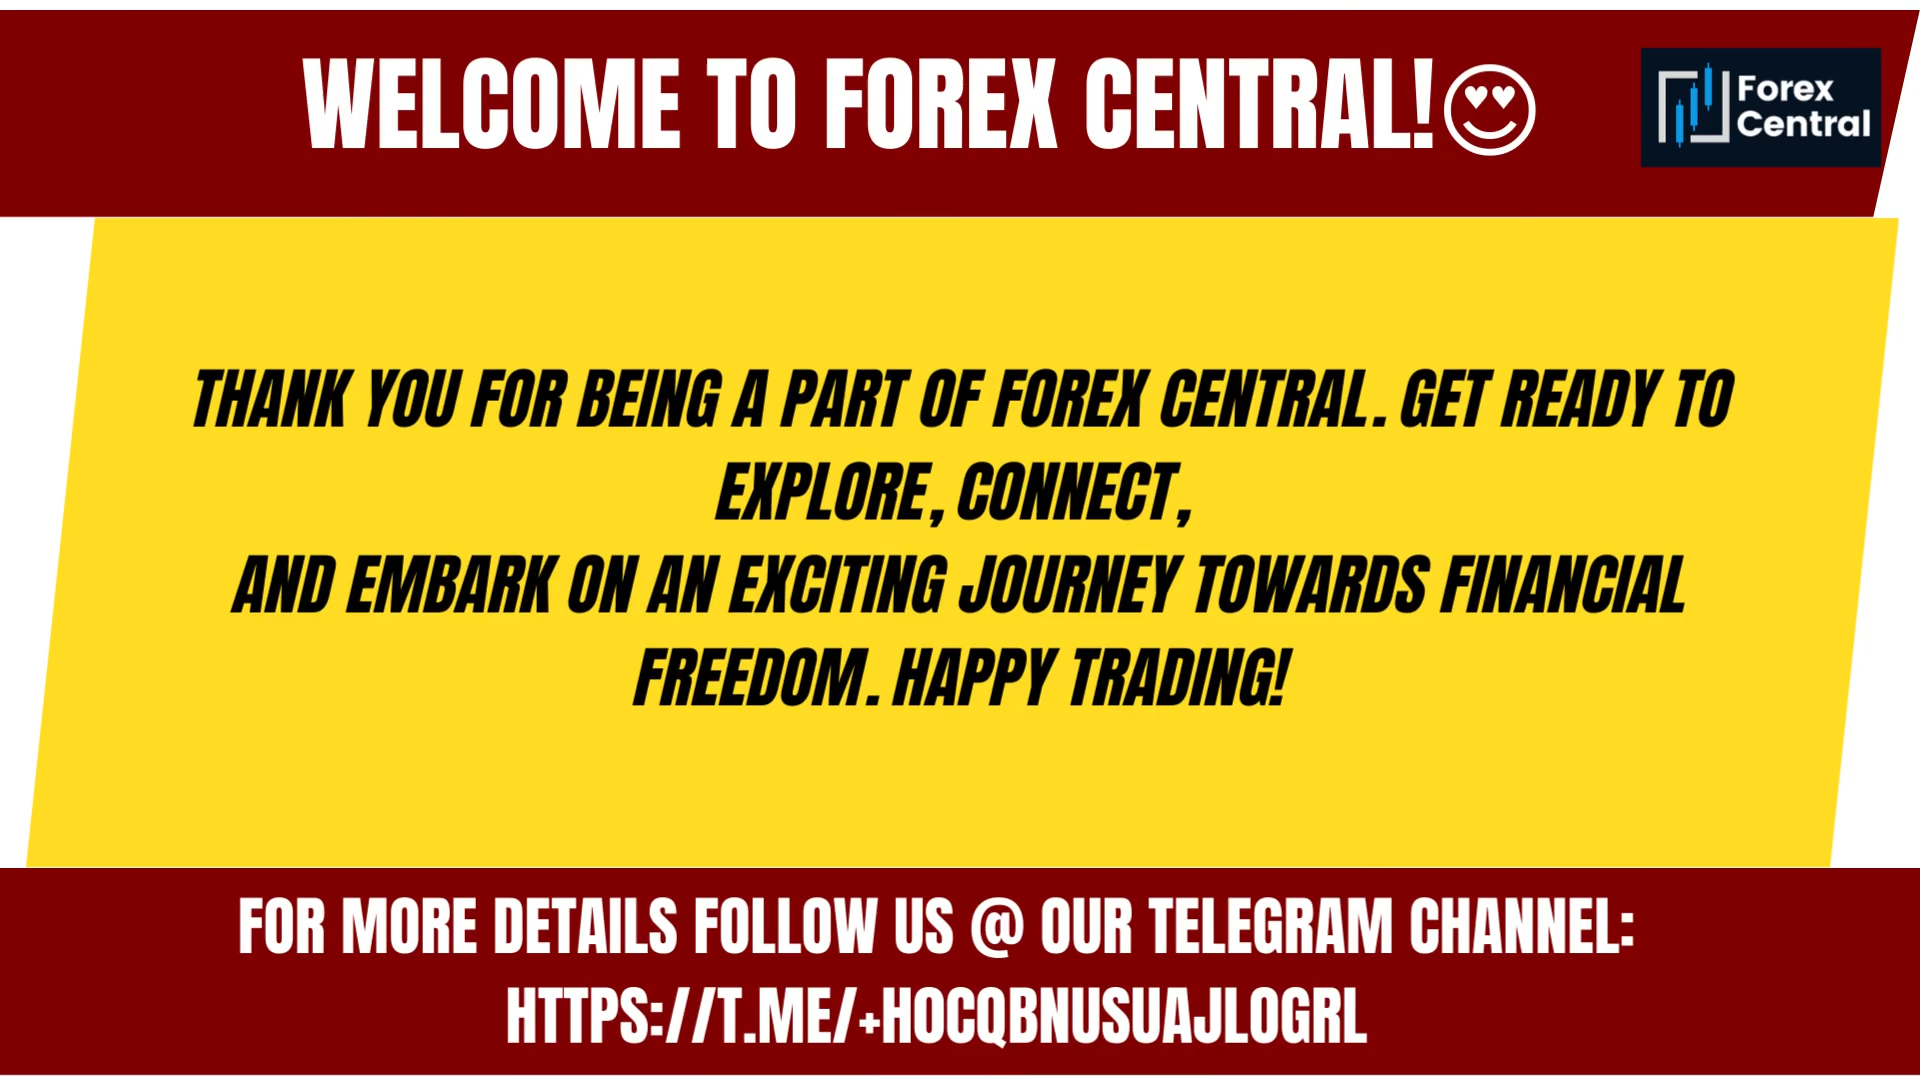 WELCOME TO FOREX CENTRAL!😍
Forex
Central
THANK YOU FOR BEING A PART OF FOREX CENTRAL. GET READY TO
EXPLORE, CONNECT,
AND EMBARK ON AN EXCITING JOURNEY TOWARDS FINANCIAL
FREEDOM. HAPPY TRADING!
FOR MORE DETAILS FOLLOW US @ OUR TELEGRAM CHANNEL:
HTTPS://T.ME/+HOCQBNUSUAJLOGRL